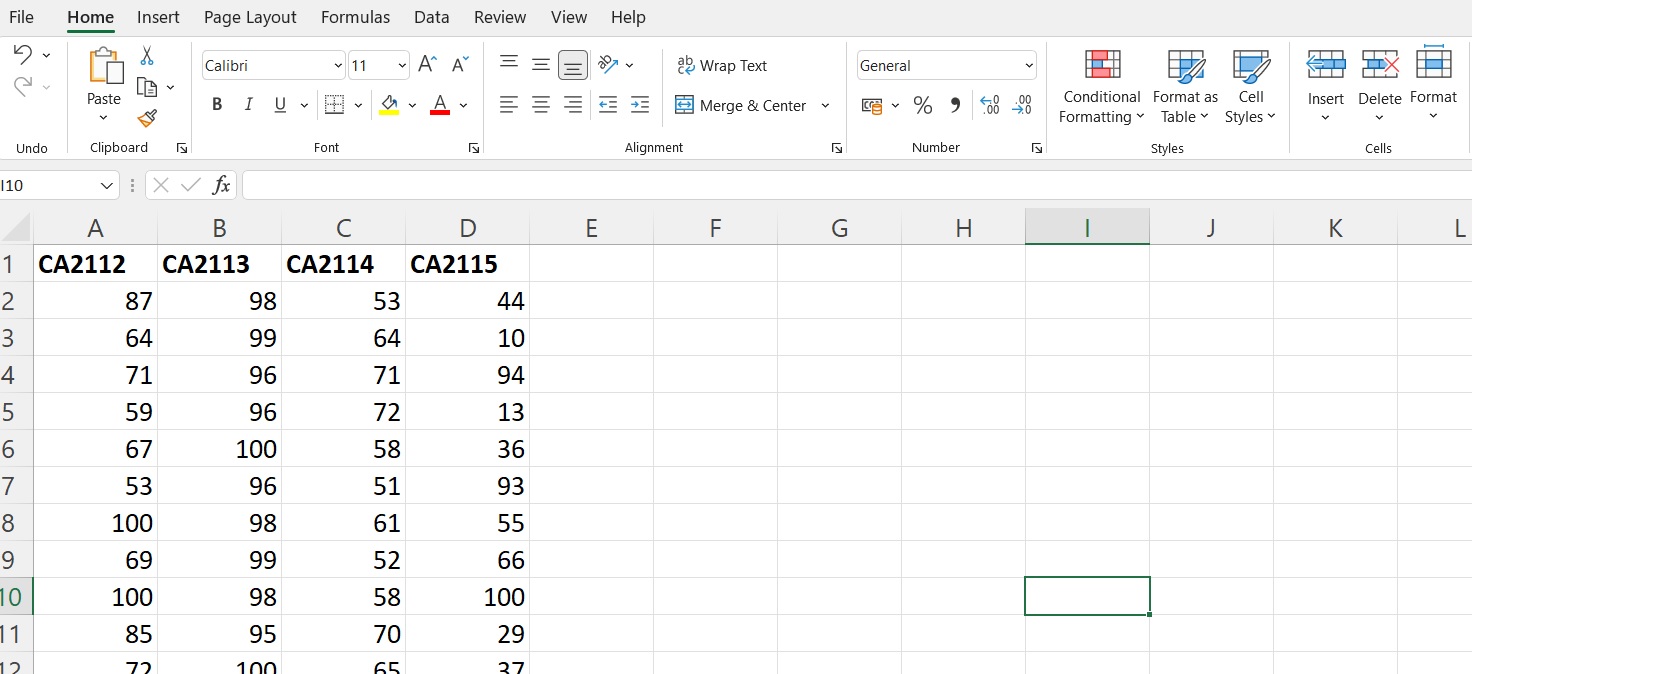 File Home Insert Page Layout Formulas Data Review View Help
Calibri 11 A A ab Wrap Text General
Paste B I U A c Merge & Center % , .00 .00 Conditional Formatting Format as Table Cell Styles Insert Delete Format
Undo Clipboard Font Alignment Number Styles Cells
I10 fx
A B C D E F G H I J K L
1 CA2112 CA2113 CA2114 CA2115
2 87 98 53 44
3 64 99 64 10
4 71 96 71 94
5 59 96 72 13
6 67 100 58 36
7 53 96 51 93
8 100 98 61 55
9 69 99 52 66
10 100 98 58 100
11 85 95 70 29
12 72 100 65 37